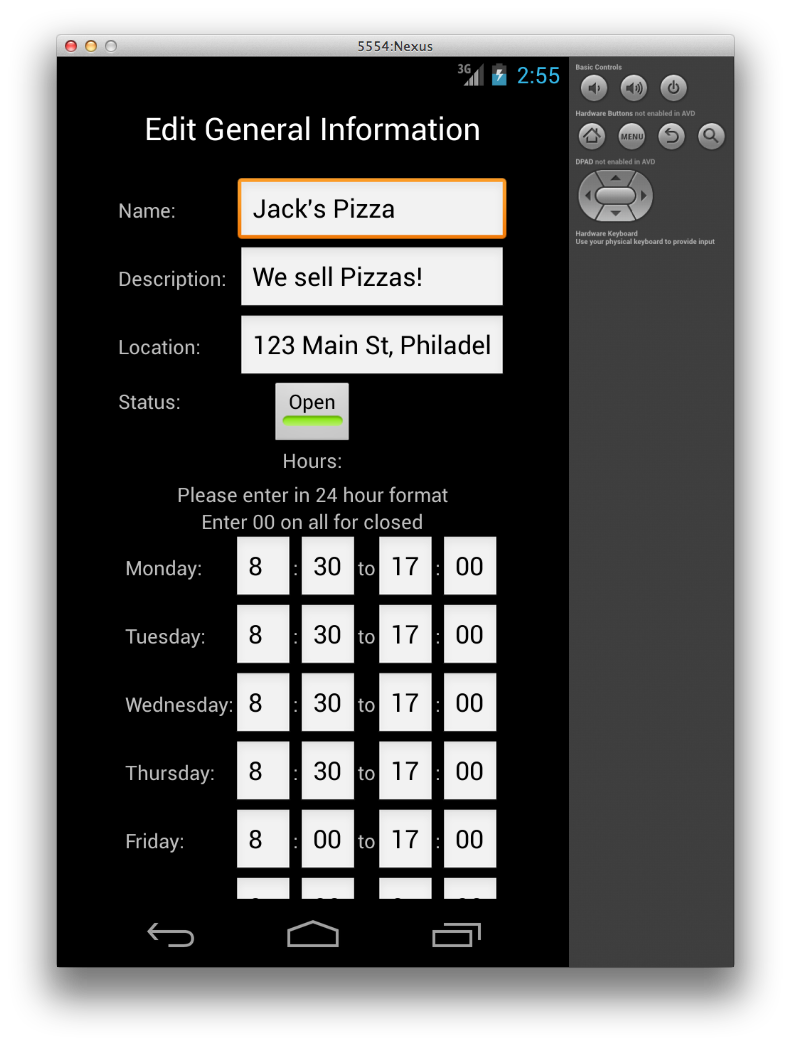 5554:Nexus
3G 2:55
Edit General Information
Name: Jack's Pizza
Description: We sell Pizzas!
Location: 123 Main St, Philadel
Status: Open
Hours:
Please enter in 24 hour format
Enter 00 on all for closed
Monday: 8 : 30 to 17 : 00
Tuesday: 8 : 30 to 17 : 00
Wednesday: 8 : 30 to 17 : 00
Thursday: 8 : 30 to 17 : 00
Friday: 8 : 00 to 17 : 00
Basic Controls
Hardware Buttons not enabled in AVD
MENU
DPAD not enabled in AVD
Hardware Keyboard
Use your physical keyboard to provide input